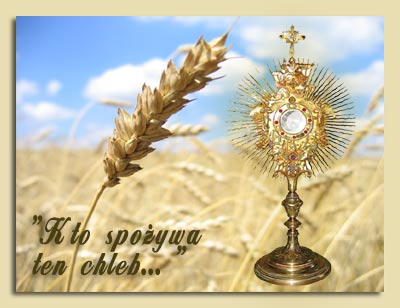 "Kto spożywa
ten chleb... "